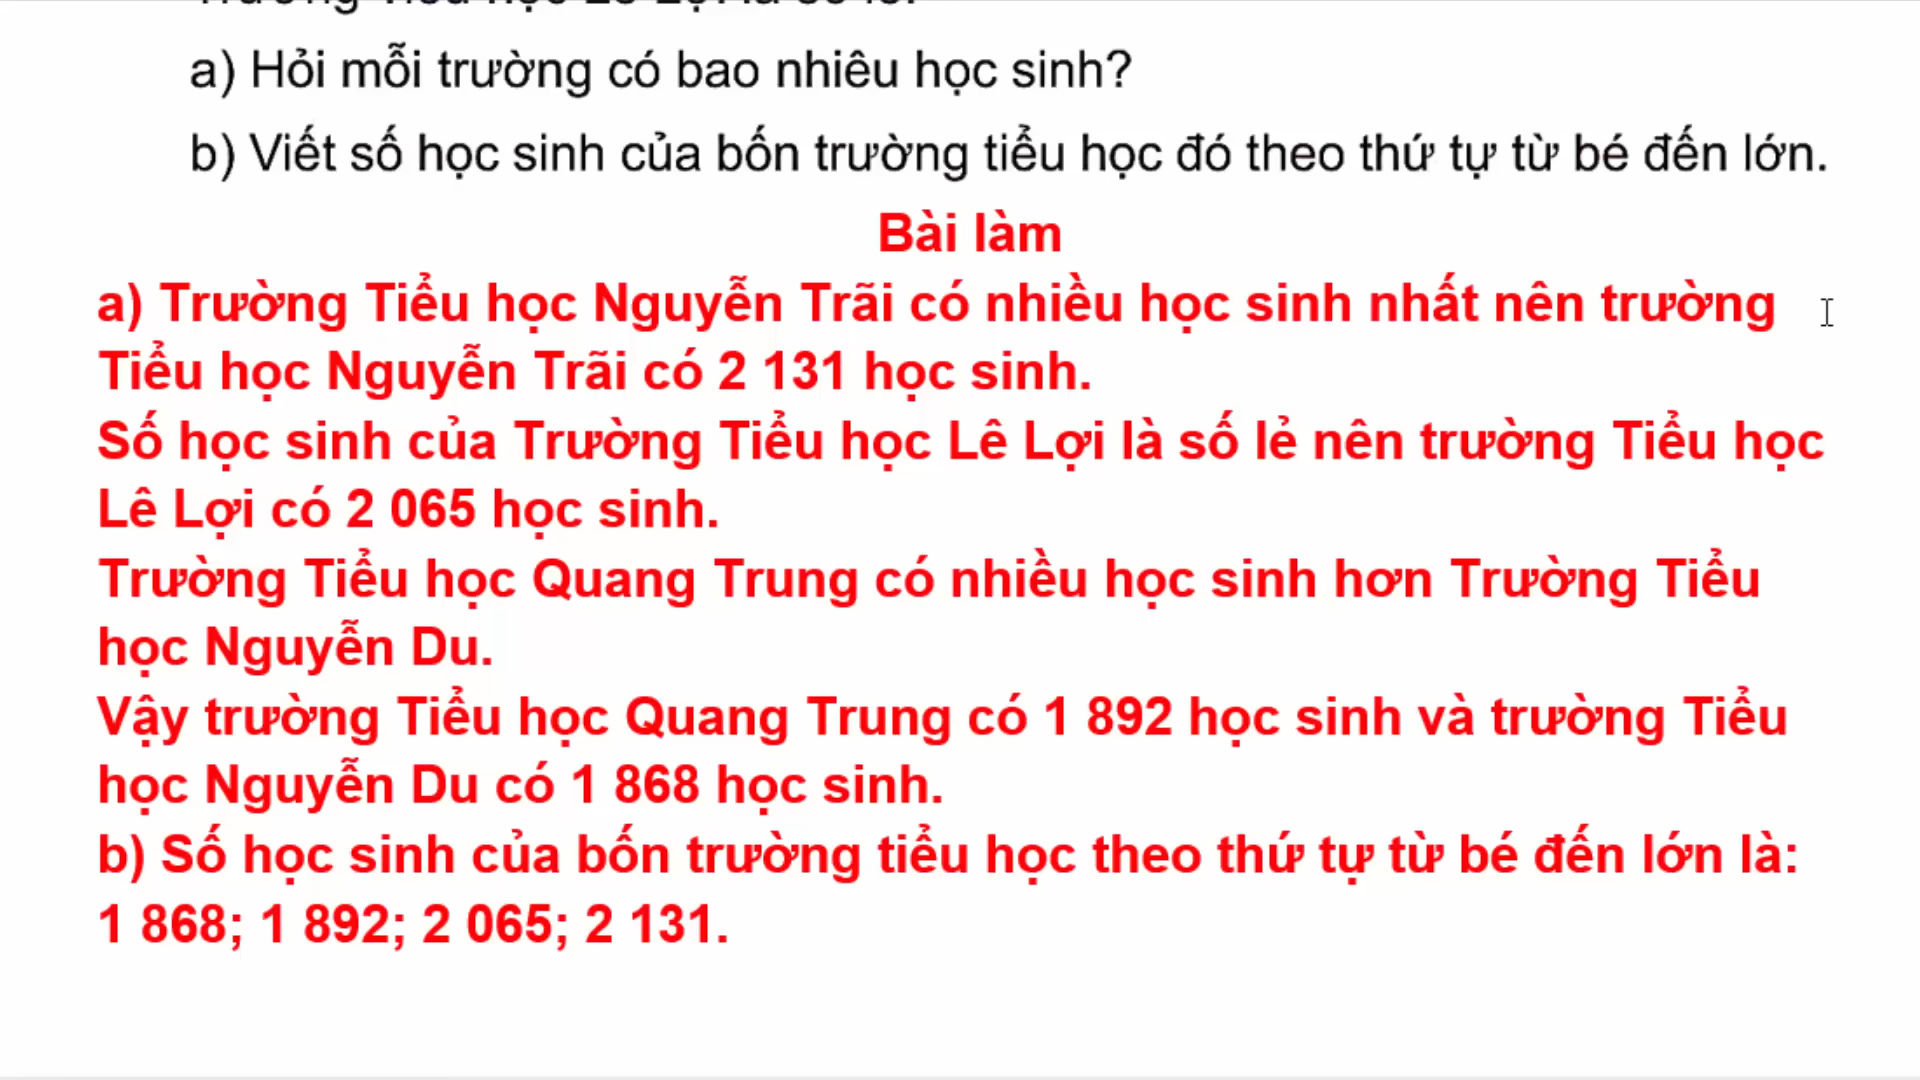 a) Hỏi mỗi trường có bao nhiêu học sinh?
b) Viết số học sinh của bốn trường tiểu học đó theo thứ tự từ bé đến lớn.
Bài làm
a) Trường Tiểu học Nguyễn Trãi có nhiều học sinh nhất nên trường
Tiểu học Nguyễn Trãi có 2 131 học sinh.
Số học sinh của Trường Tiểu học Lê Lợi là số lẻ nên trường Tiểu học
Lê Lợi có 2 065 học sinh.
Trường Tiểu học Quang Trung có nhiều học sinh hơn Trường Tiểu
học Nguyễn Du.
Vậy trường Tiểu học Quang Trung có 1 892 học sinh và trường Tiểu
học Nguyễn Du có 1 868 học sinh.
b) Số học sinh của bốn trường tiểu học theo thứ tự từ bé đến lớn là:
1 868; 1 892; 2 065; 2 131.